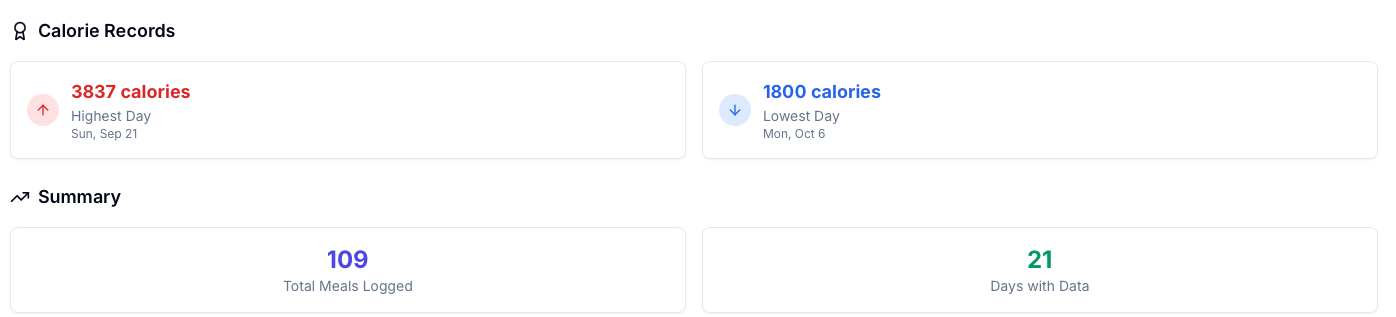 Calorie Records
3837 calories
Highest Day
Sun, Sep 21
1800 calories
Lowest Day
Mon, Oct 6
Summary
109
Total Meals Logged
21
Days with Data